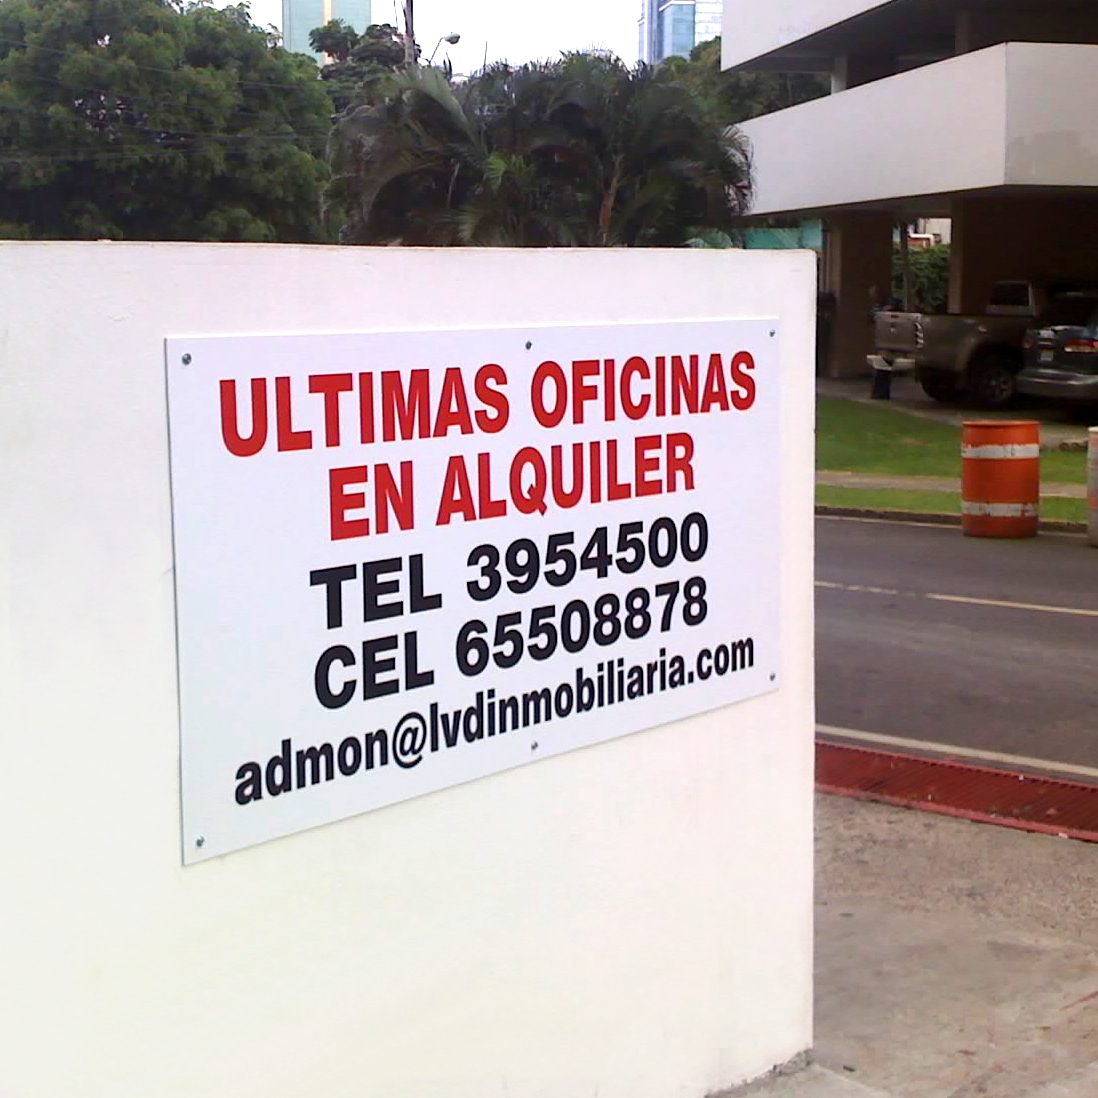 ULTIMAS OFICINAS
EN ALQUILER
TEL 3954500
CEL 65508878
admon@lvdinmobiliaria.com